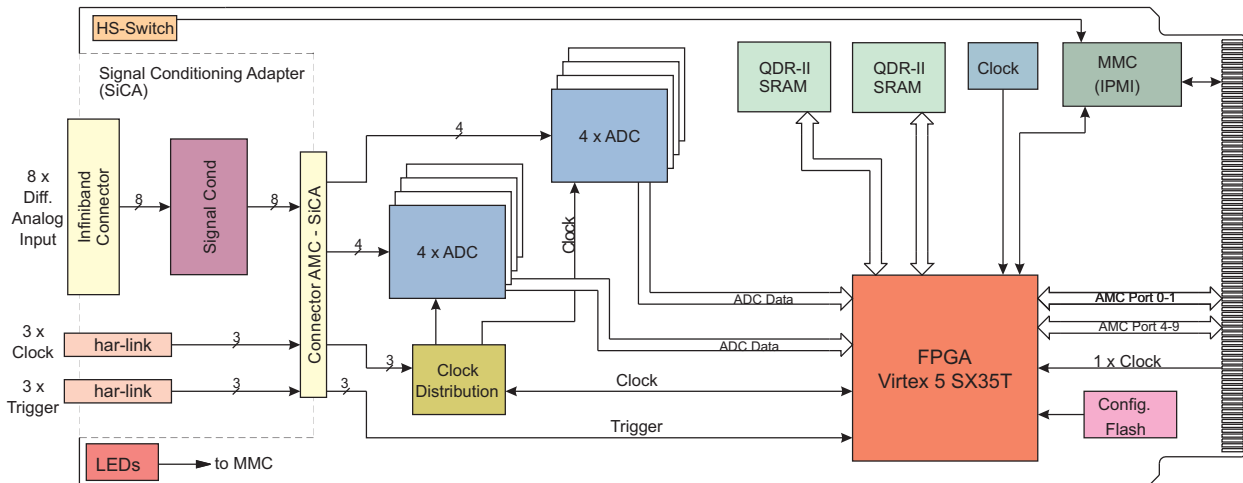 HS-Switch
Signal Conditioning Adapter
(SiCA)
8 x
Diff.
Analog
Input
Infiniband
Connector
8
Signal Cond
8
Connector AMC - SiCA
4
4 x ADC
4
4 x ADC
Clock
QDR-II
SRAM
QDR-II
SRAM
Clock
MMC
(IPMI)
ADC Data
ADC Data
AMC Port 0-1
AMC Port 4-9
FPGA
Virtex 5 SX35T
1 x Clock
Config.
Flash
3 x
Clock
har-link
3
3
Clock
Distribution
Clock
3 x
Trigger
har-link
3
3
Trigger
LEDs
to MMC